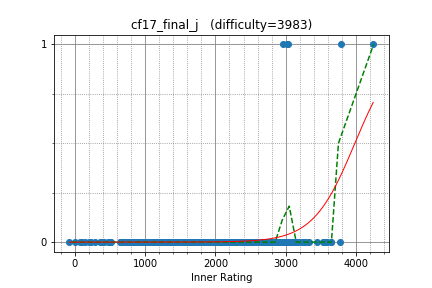 cf17_final_j (difficulty=3983)
1
0
0 1000 2000 3000 4000
Inner Rating